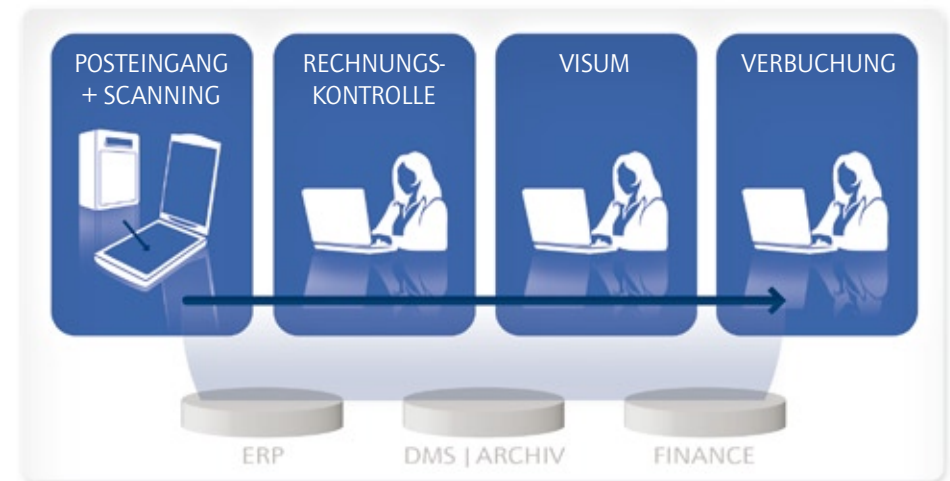 POSTEINGANG
+ SCANNING
RECHNUNGS-
KONTROLLE
VISUM
VERBUCHUNG
ERP
DMS | ARCHIV
FINANCE